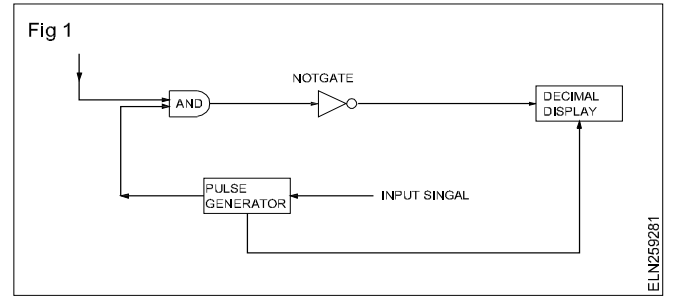 Fig 1
NOTGATE
AND
DECIMAL
DISPLAY
PULSE
GENERATOR
INPUT SINGAL
ELN259281